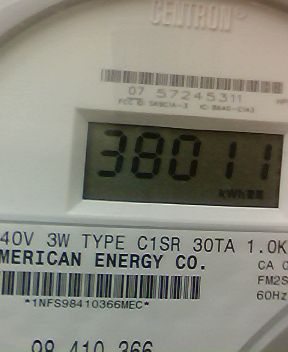 CENTRON®
07 57245311
38011
kWh
40V 3W TYPE C1SR 30TA 1.0K
MERICAN ENERGY CO.
CA
FM2S
60Hz
*1NFS98410366MEC*
98 410 366